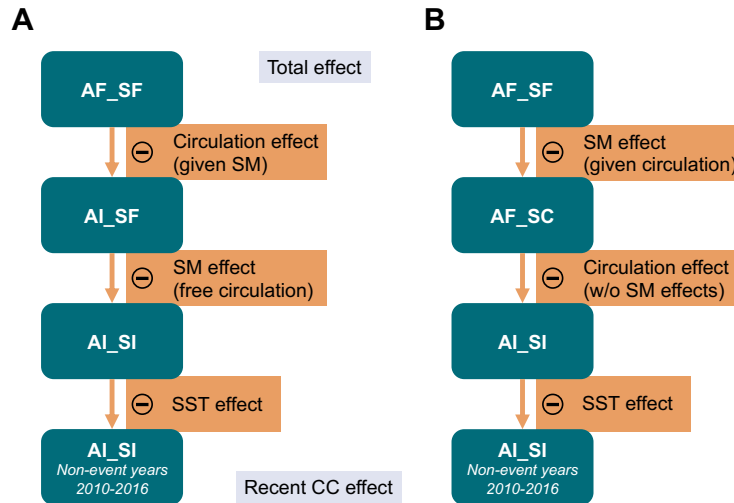 A
AF_SF
Total effect
⊖ Circulation effect
(given SM)
AI_SF
⊖ SM effect
(free circulation)
AI_SI
⊖ SST effect
AI_SI
Non-event years
2010-2016
Recent CC effect
B
AF_SF
⊖ SM effect
(given circulation)
AF_SC
⊖ Circulation effect
(w/o SM effects)
AI_SI
⊖ SST effect
AI_SI
Non-event years
2010-2016